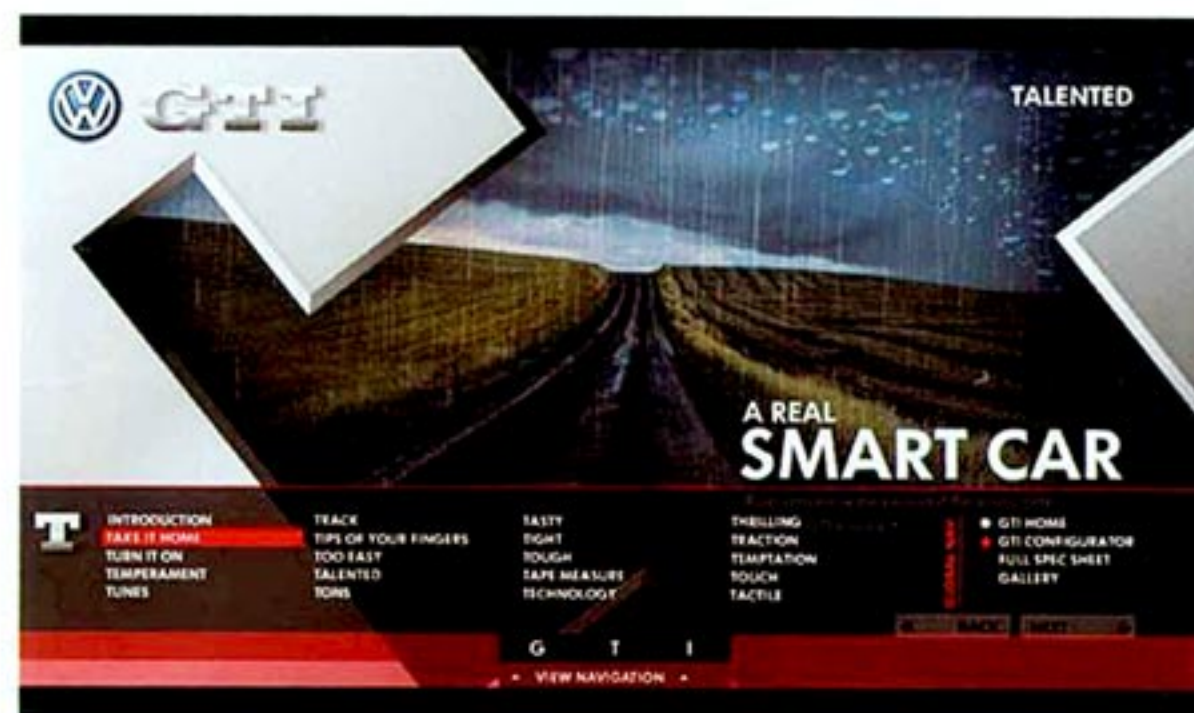 GTI
TALENTED
A REAL
SMART CAR
T
INTRODUCTION
TAKE IT HOME
TURN IT ON
TEMPERAMENT
TUNES
TRACK
TIPS OF YOUR FINGERS
TOO EASY
TALENTED
TONS
TASTY
TIGHT
TOUGH
TAPE MEASURE
TECHNOLOGY
THRILLING
TRACTION
TEMPTATION
TOUCH
TACTILE
GTI HOME
GTI CONFIGURATOR
FULL SPEC SHEET
GALLERY
BACK
NEXT
G T I
VIEW NAVIGATION